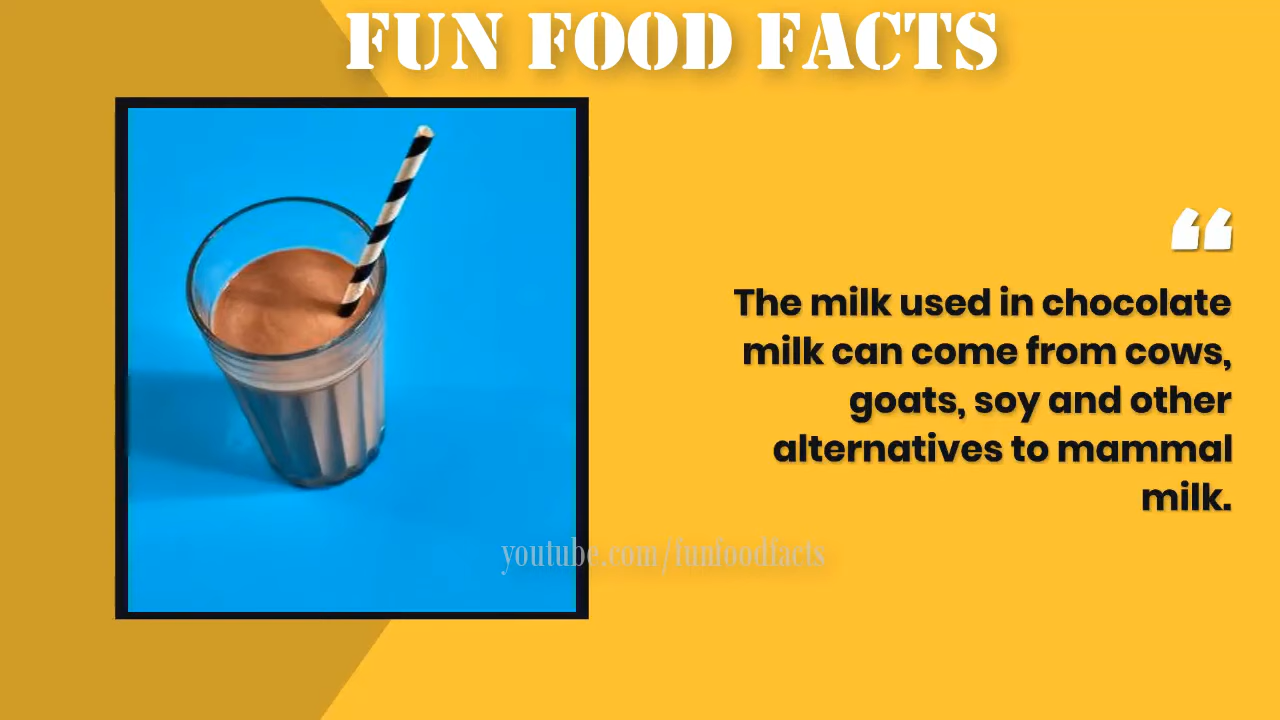 FUN FOOD FACTS
“
The milk used in chocolate
milk can come from cows,
goats, soy and other
alternatives to mammal
milk.
youtube.com/funfoodfacts